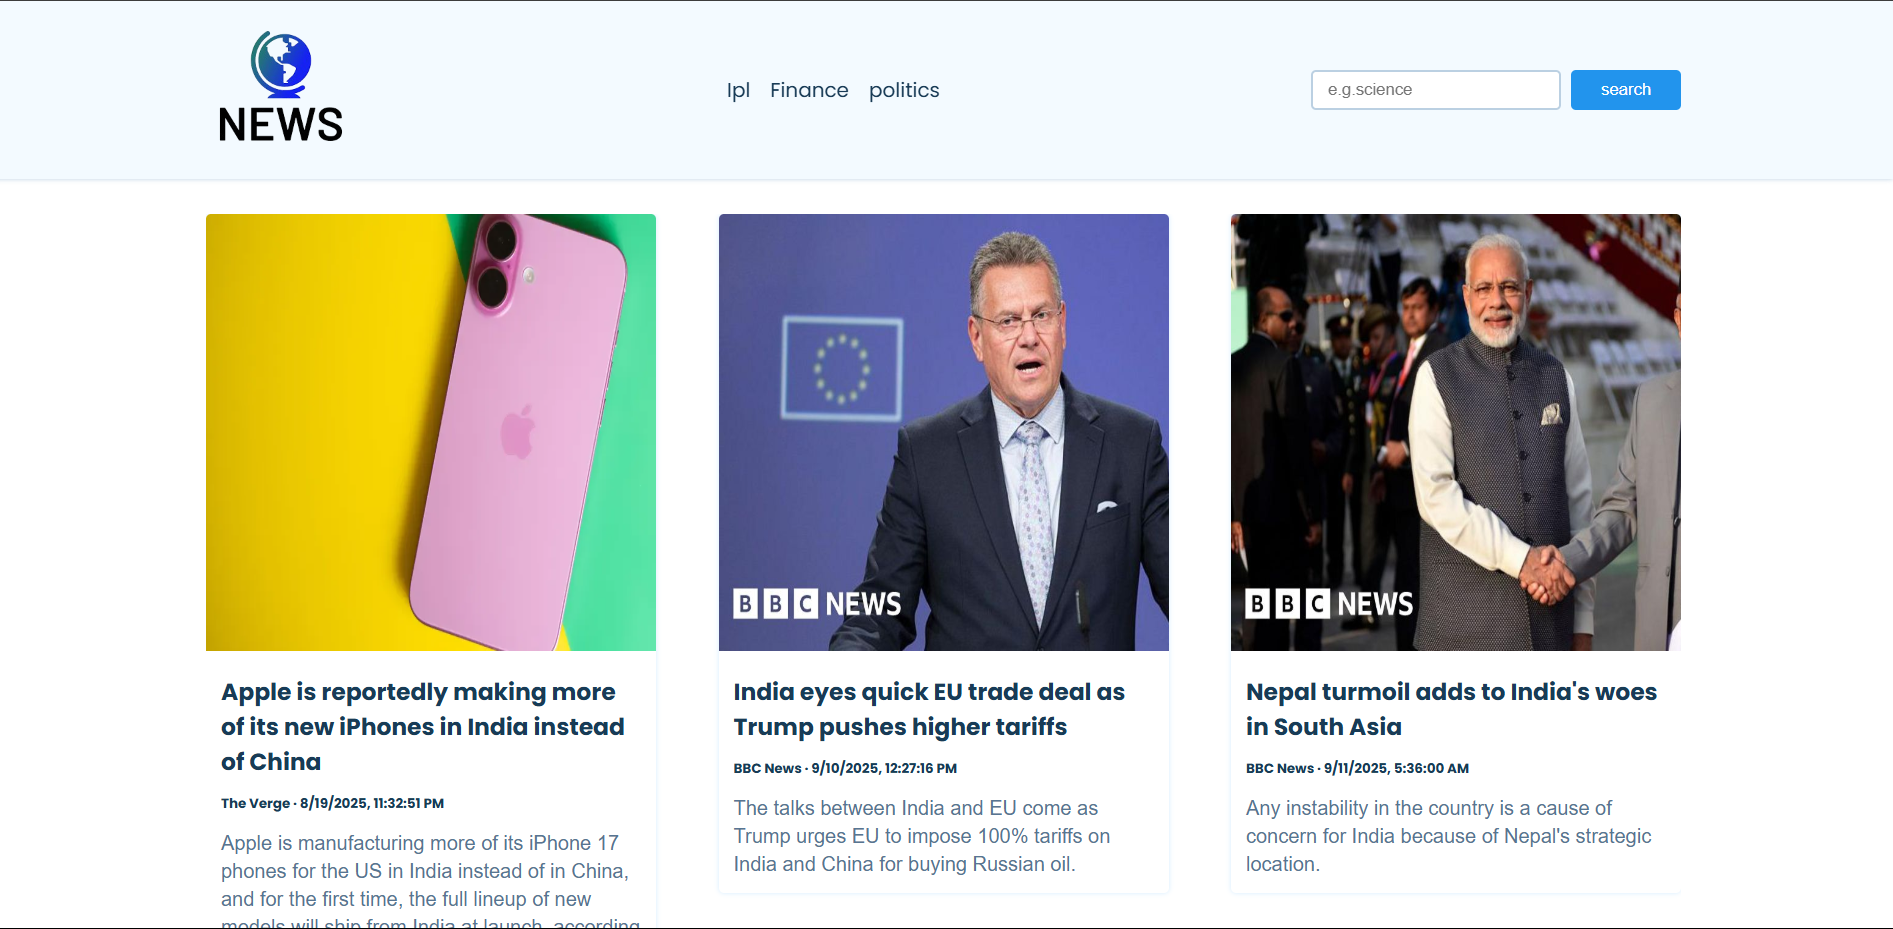 NEWS
Ipl Finance politics
e.g.science
search
BBC NEWS
BBC NEWS
Apple is reportedly making more
of its new iPhones in India instead
of China
The Verge · 8/19/2025, 11:32:51 PM
Apple is manufacturing more of its iPhone 17
phones for the US in India instead of in China,
and for the first time, the full lineup of new
models will ship from India at launch, according
India eyes quick EU trade deal as
Trump pushes higher tariffs
BBC News · 9/10/2025, 12:27:16 PM
The talks between India and EU come as
Trump urges EU to impose 100% tariffs on
India and China for buying Russian oil.
Nepal turmoil adds to India's woes
in South Asia
BBC News · 9/11/2025, 5:36:00 AM
Any instability in the country is a cause of
concern for India because of Nepal's strategic
location.